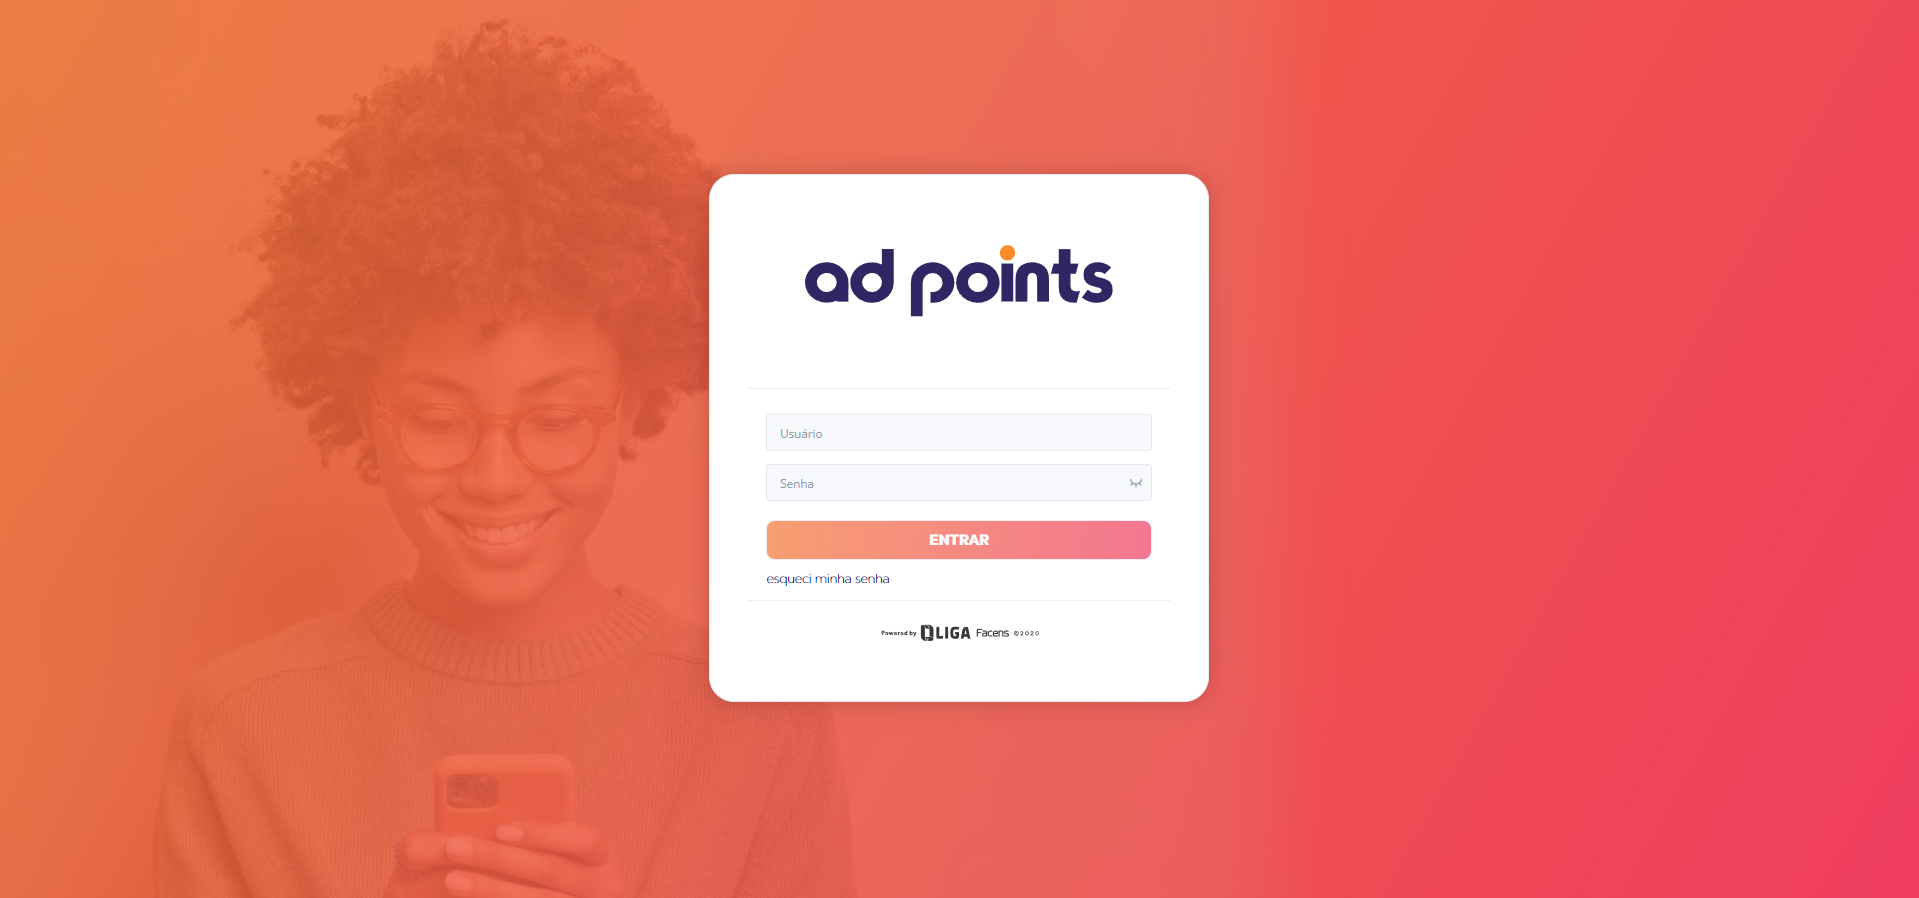 ad points
Usuário
Senha
ENTRAR
esqueci minha senha
Powered by LIGA Facens ©2020